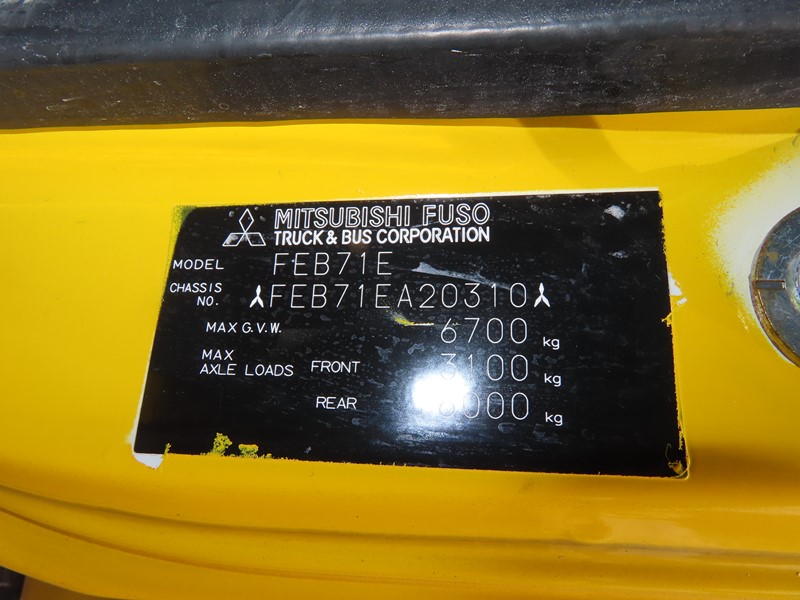 MITSUBISHI FUSO
TRUCK & BUS CORPORATION
MODEL FEB71E
CHASSIS NO. FEB71EA20310
MAX G.V.W. 6700 kg
MAX AXLE LOADS FRONT 3100 kg
REAR kg